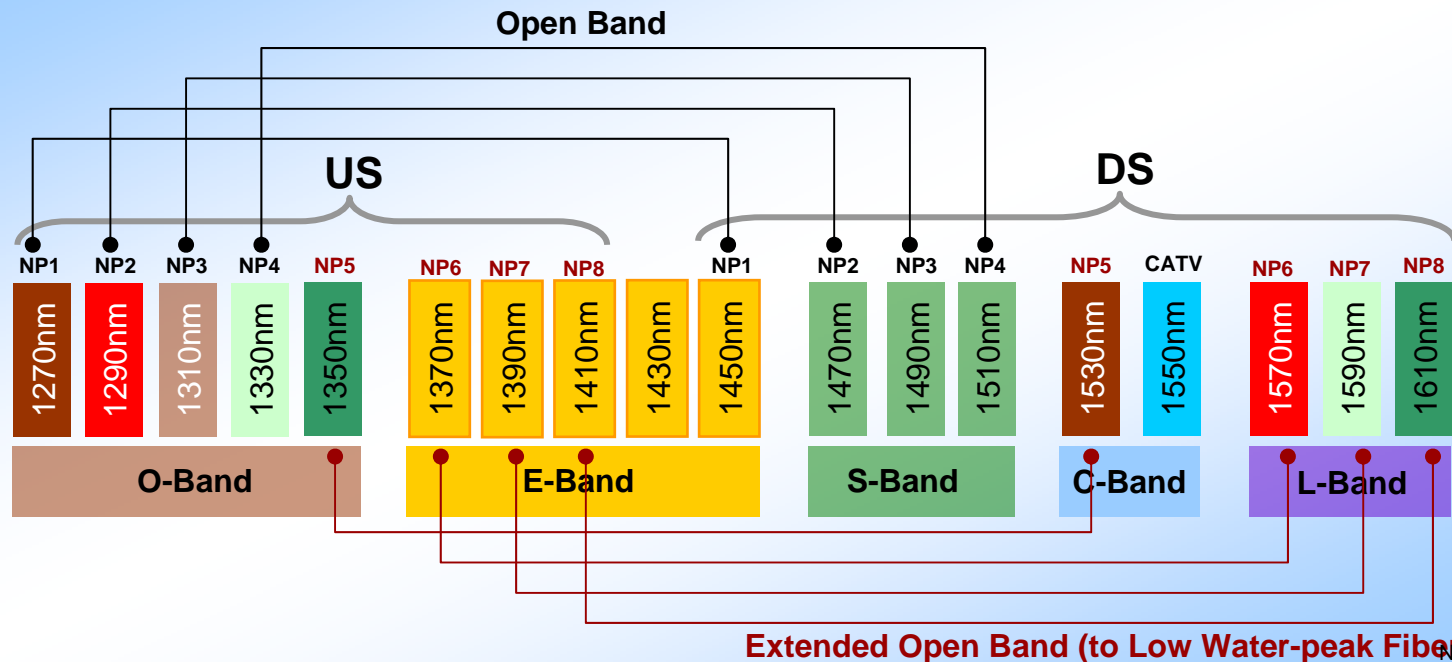 Open Band
US DS
NP1 NP2 NP3 NP4 NP5 NP6 NP7 NP8 NP1 NP2 NP3 NP4 NP5 CATV NP6 NP7 NP8
1270nm 1290nm 1310nm 1330nm 1350nm 1370nm 1390nm 1410nm 1430nm 1450nm 1470nm 1490nm 1510nm 1530nm 1550nm 1570nm 1590nm 1610nm
O-Band E-Band S-Band C-Band L-Band
Extended Open Band (to Low Water-peak Fiber